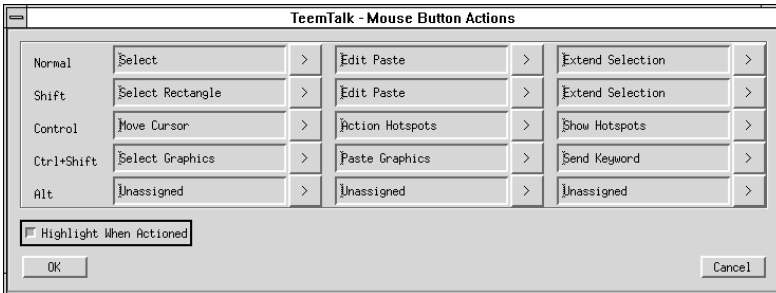 TeemTalk - Mouse Button Actions
Normal Select > Edit Paste > Extend Selection >
Shift Select Rectangle > Edit Paste > Extend Selection >
Control Move Cursor > Action Hotspots > Show Hotspots >
Ctrl+Shift Select Graphics > Paste Graphics > Send Keyword >
Alt Unassigned > Unassigned > Unassigned >
Highlight When Actioned
OK Cancel